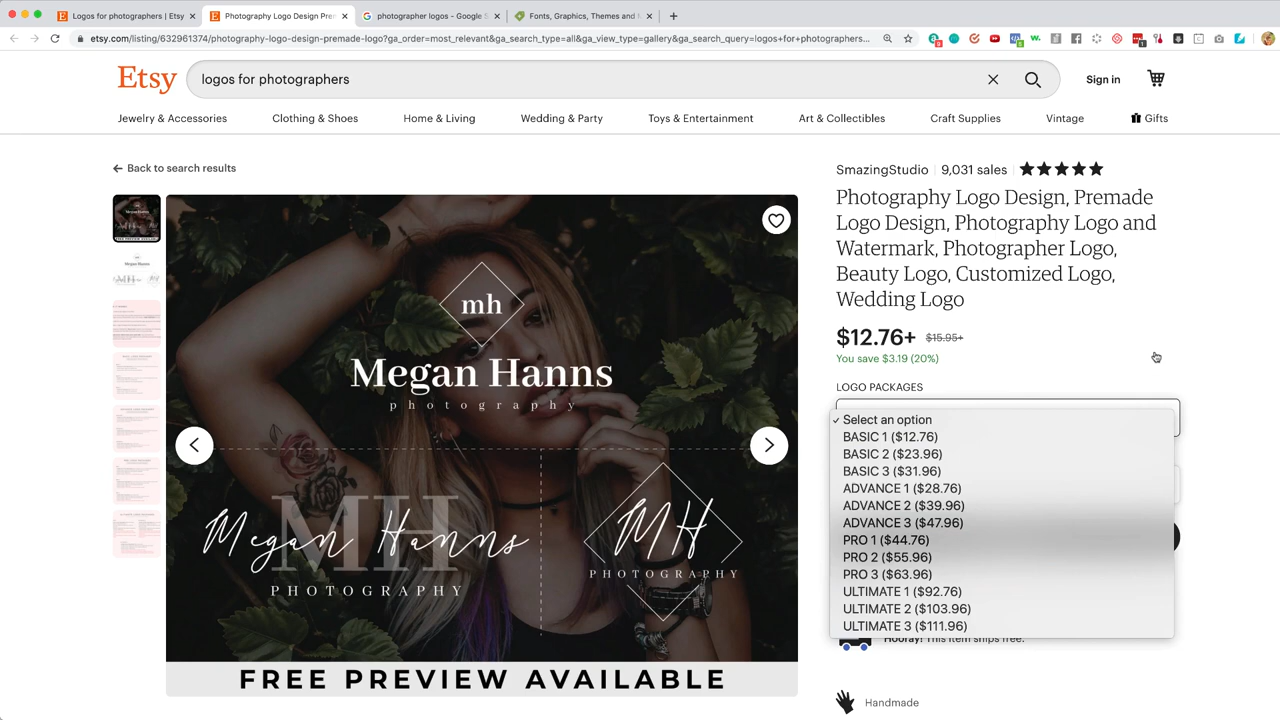 Logos for photographers | Etsy
Photography Logo Design Pre
photographer logos - Google S
Fonts, Graphics, Themes and
etsy.com/listing/632961374/photography-logo-design-premade-logo?ga_order=most_relevant&ga_search_type=all&ga_view_type=gallery&ga_search_query=logos+for+photographers...
Etsy
logos for photographers
Sign in
Jewelry & Accessories
Clothing & Shoes
Home & Living
Wedding & Party
Toys & Entertainment
Art & Collectibles
Craft Supplies
Vintage
Gifts
Back to search results
mh
Megan Hanns
photography
Megan Hanns
MH
PHOTOGRAPHY
MH
PHOTOGRAPHY
FREE PREVIEW AVAILABLE
SmazingStudio
9,031 sales
Photography Logo Design, Premade
Logo Design, Photography Logo and
Watermark, Photographer Logo,
Beauty Logo, Customized Logo,
Wedding Logo
$12.76+ $15.95+
You save $3.19 (20%)
LOGO PACKAGES
Select an option
BASIC 1 ($12.76)
BASIC 2 ($23.96)
BASIC 3 ($31.96)
ADVANCE 1 ($28.76)
ADVANCE 2 ($39.96)
ADVANCE 3 ($47.96)
PRO 1 ($44.76)
PRO 2 ($55.96)
PRO 3 ($63.96)
ULTIMATE 1 ($92.76)
ULTIMATE 2 ($103.96)
ULTIMATE 3 ($111.96)
Hooray! This item ships free.
Handmade